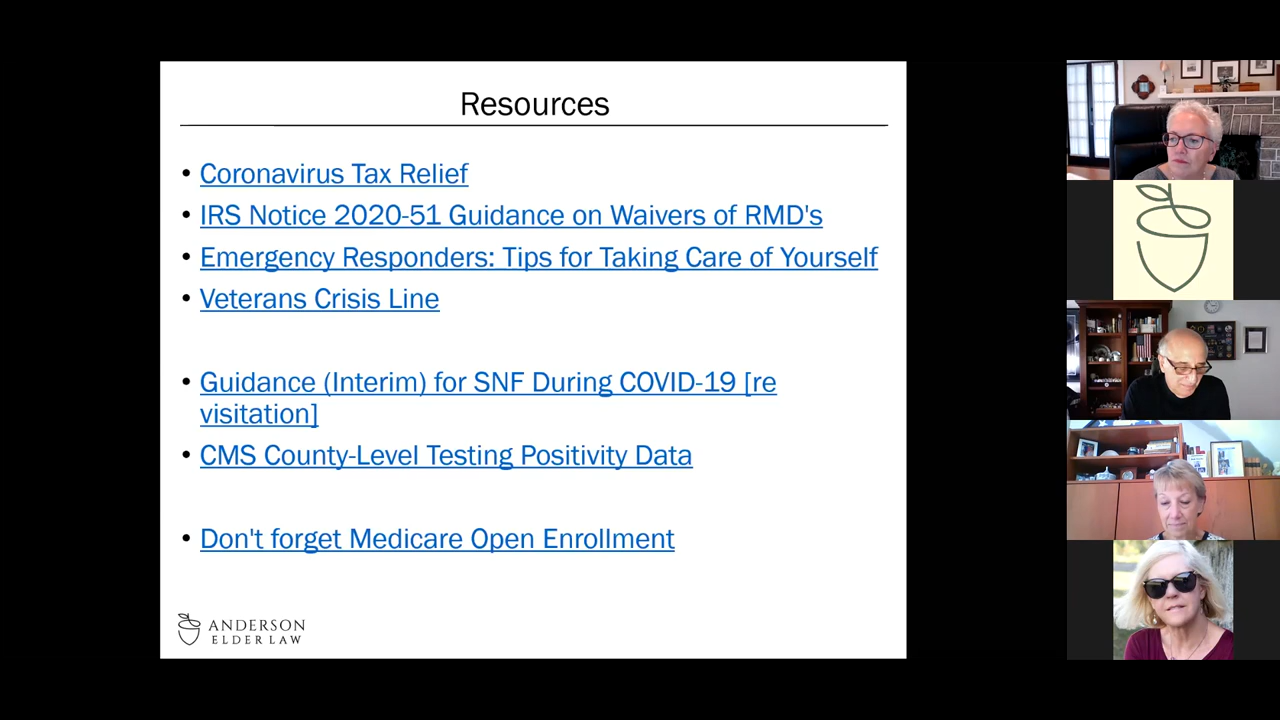 Resources
• Coronavirus Tax Relief
• IRS Notice 2020-51 Guidance on Waivers of RMD's
• Emergency Responders: Tips for Taking Care of Yourself
• Veterans Crisis Line
• Guidance (Interim) for SNF During COVID-19 [re
visitation]
• CMS County-Level Testing Positivity Data
• Don't forget Medicare Open Enrollment
ANDERSON
ELDER LAW